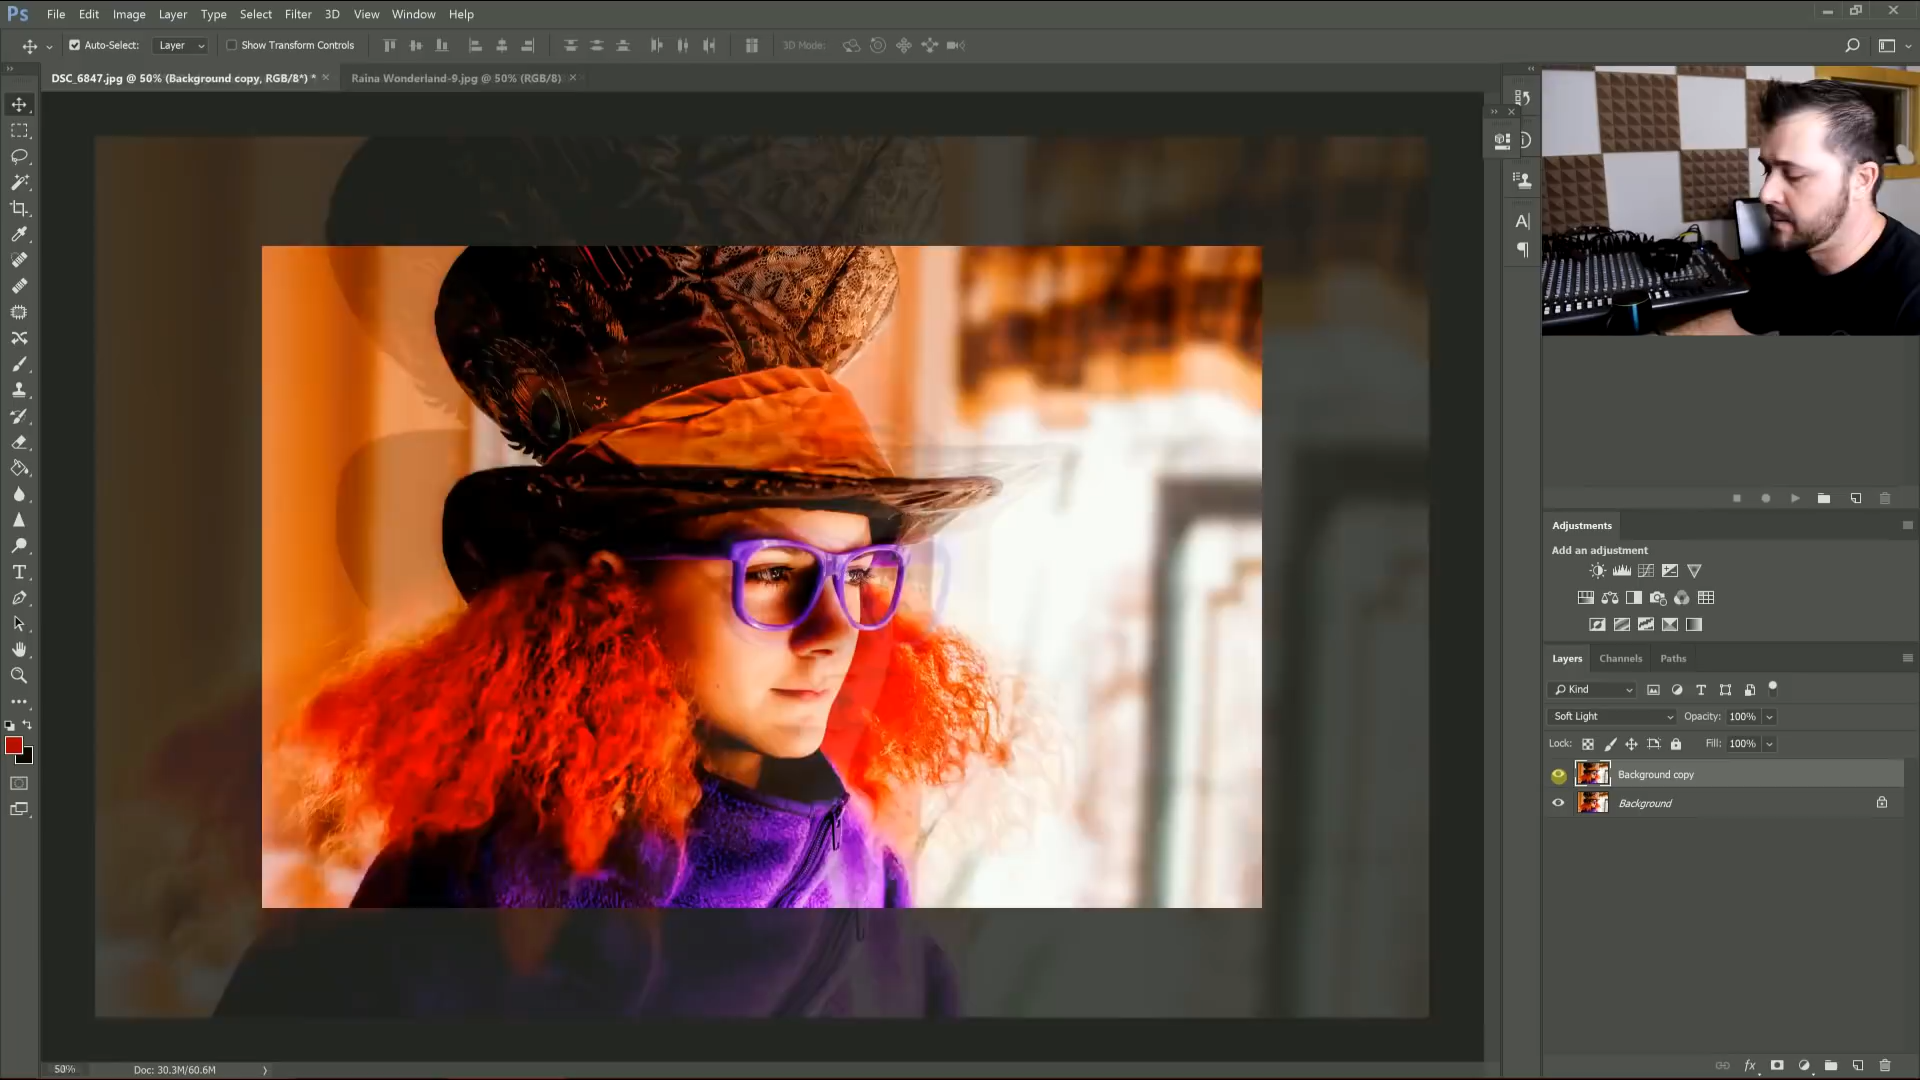 Ps File Edit Image Layer Type Select Filter 3D View Window Help
Auto-Select: Layer Show Transform Controls 3D Mode:
DSC_6847.jpg @ 50% (Background copy, RGB/8*) * Raina Wonderland-9.jpg @ 50% (RGB/8)
Adjustments
Add an adjustment
Layers Channels Paths
Kind
Soft Light Opacity: 100%
Lock: Fill: 100%
Background copy
Background
50% Doc: 30.3M/60.6M